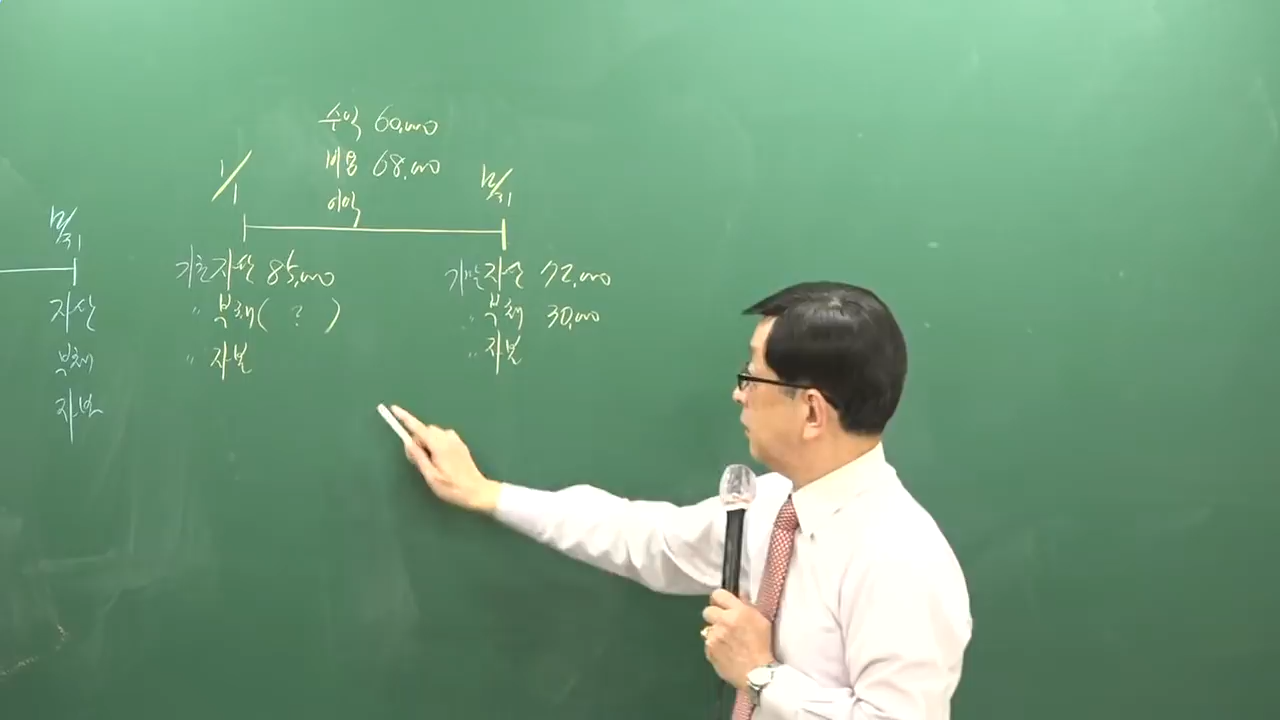 수익 60,000
비용 68,000
이익
1/1
12/31
기초자산 85,000
〃 부채( ? )
〃 자본
기말자산 72,000
〃 부채 30,000
〃 자본
12/31
자산
부채
자본